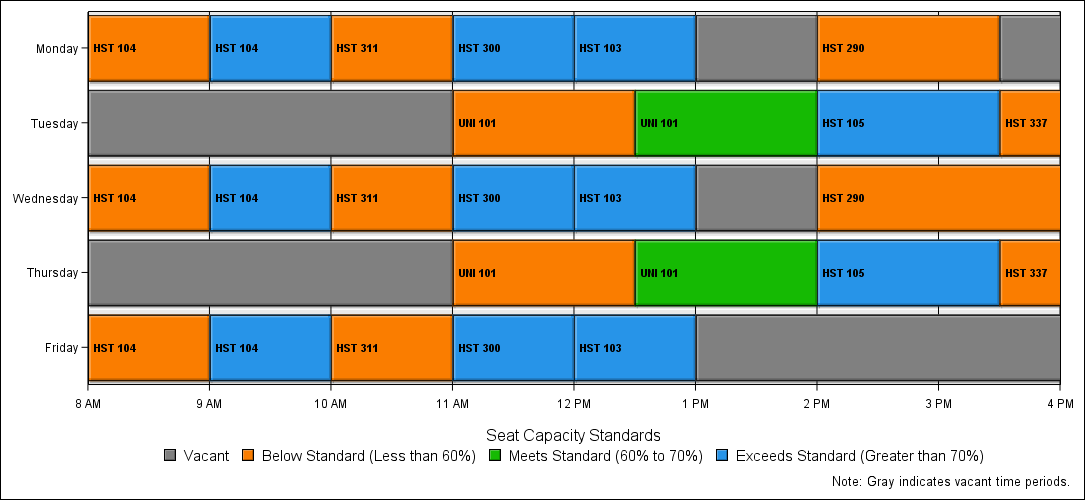 Monday HST 104 HST 104 HST 311 HST 300 HST 103 HST 290
Tuesday UNI 101 UNI 101 HST 105 HST 337
Wednesday HST 104 HST 104 HST 311 HST 300 HST 103 HST 290
Thursday UNI 101 UNI 101 HST 105 HST 337
Friday HST 104 HST 104 HST 311 HST 300 HST 103
8 AM 9 AM 10 AM 11 AM 12 PM 1 PM 2 PM 3 PM 4 PM
Seat Capacity Standards
Vacant Below Standard (Less than 60%) Meets Standard (60% to 70%) Exceeds Standard (Greater than 70%)
Note: Gray indicates vacant time periods.